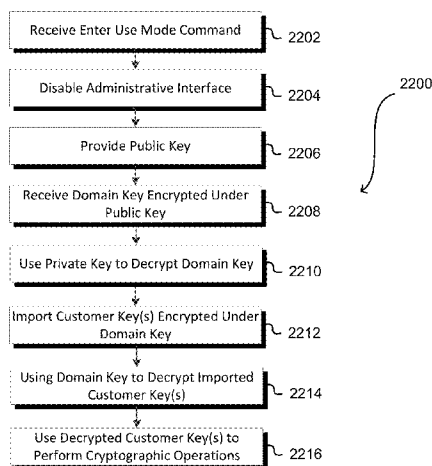 Receive Enter Use Mode Command
2202
Disable Administrative Interface
2204
2200
Provide Public Key
2206
Receive Domain Key Encrypted Under
Public Key
2208
Use Private Key to Decrypt Domain Key
2210
Import Customer Key(s) Encrypted Under
Domain Key
2212
Using Domain Key to Decrypt Imported
Customer Key(s)
2214
Use Decrypted Customer Key(s) to
Perform Cryptographic Operations
2216